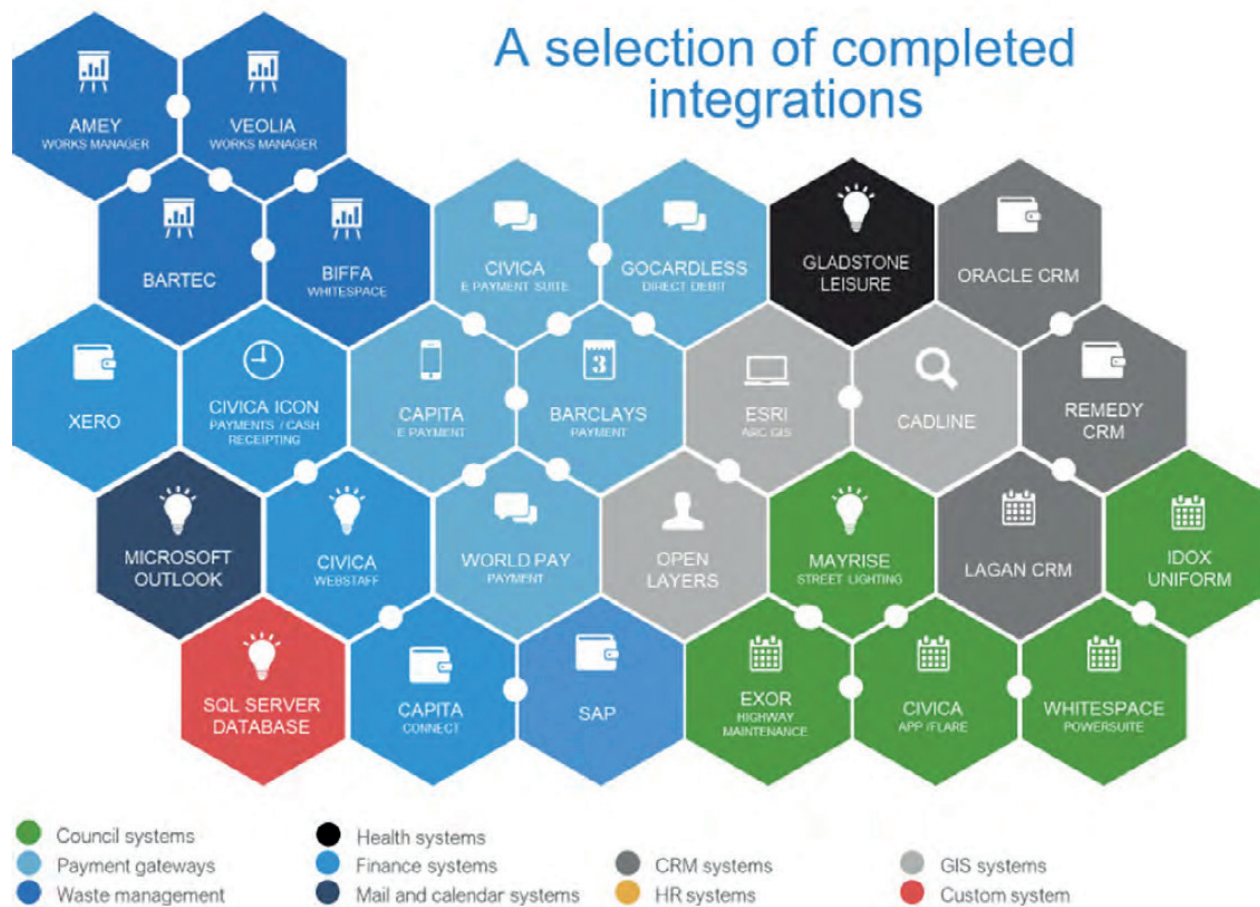 A selection of completed
integrations
AMEY
WORKS MANAGER
VEOLIA
WORKS MANAGER
BARTEC
BIFFA
WHITESPACE
CIVICA
E PAYMENT SUITE
GOCARDLESS
DIRECT DEBIT
GLADSTONE
LEISURE
ORACLE CRM
XERO
CIVICA ICON
PAYMENTS / CASH
RECEIPTING
CAPITA
E PAYMENT
3
BARCLAYS
PAYMENT
ESRI
ARC GIS
CADLINE
REMEDY
CRM
MICROSOFT
OUTLOOK
CIVICA
WEBSTAFF
WORLD PAY
PAYMENT
OPEN
LAYERS
MAYRISE
STREET LIGHTING
LAGAN CRM
IDOX
UNIFORM
SQL SERVER
DATABASE
CAPITA
CONNECT
SAP
EXOR
HIGHWAY
MAINTENANCE
CIVICA
APP /FLARE
WHITESPACE
POWERSUITE
Council systems
Health systems
Payment gateways
Finance systems
CRM systems
GIS systems
Waste management
Mail and calendar systems
HR systems
Custom system